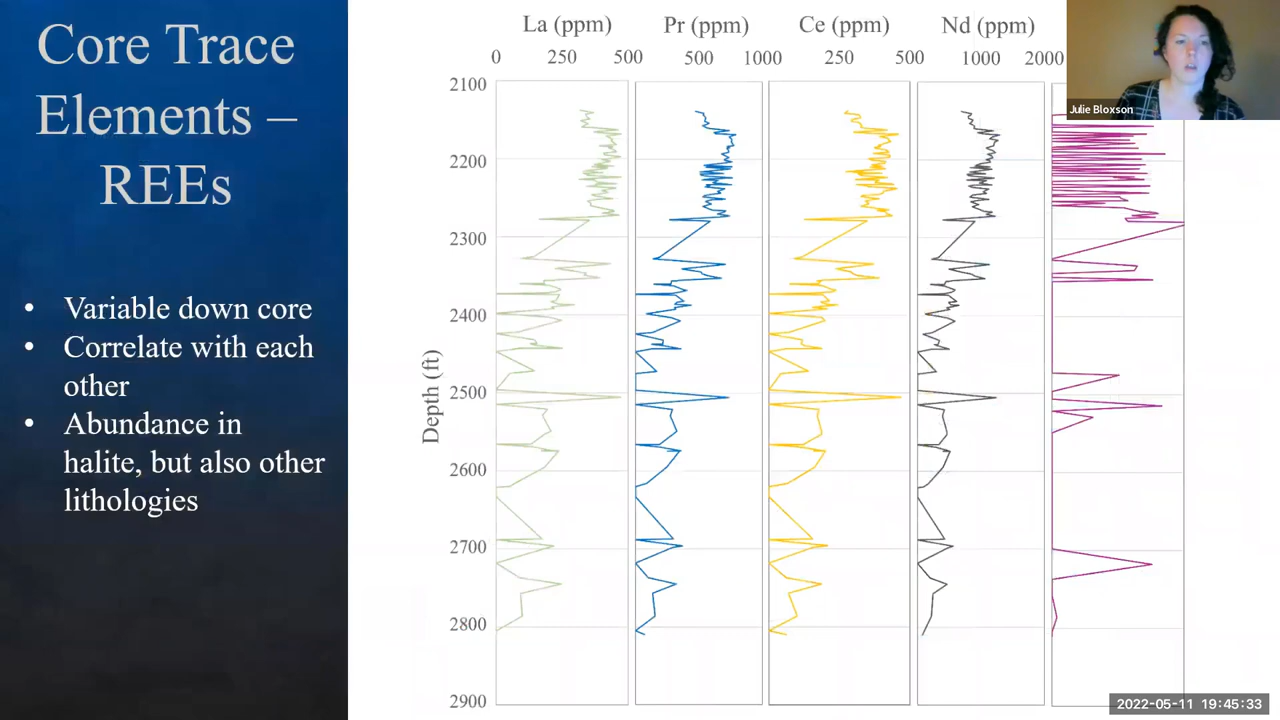 Core Trace
Elements –
REEs
• Variable down core
• Correlate with each
other
• Abundance in
halite, but also other
lithologies
La (ppm) Pr (ppm) Ce (ppm) Nd (ppm)
0 250 500 500 1000 250 500 1000 2000
2100
2200
2300
2400
2500
2600
2700
2800
2900
Depth (ft)
Julie Bloxson
2022-05-11 19:45:33